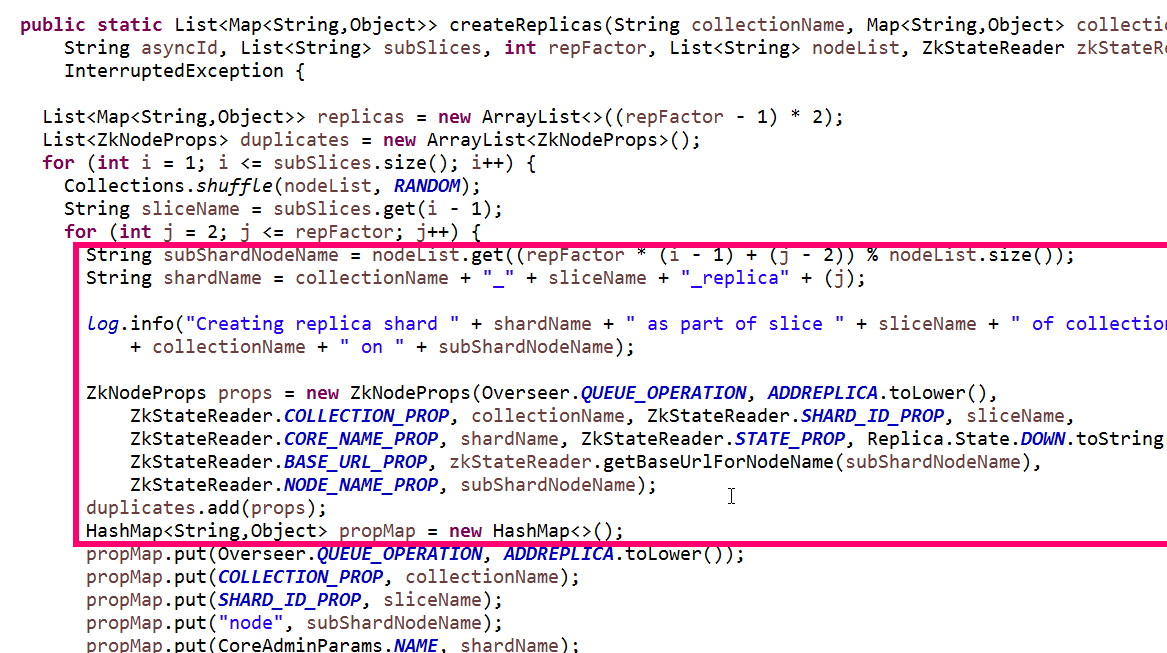 public static List<Map<String,Object>> createReplicas(String collectionName, Map<String,Object>
String asyncId, List<String> subSlices, int repFactor, List<String> nodeList, ZkStateReader
InterruptedException {
List<Map<String,Object>> replicas = new ArrayList<>((repFactor - 1) * 2);
List<ZkNodeProps> duplicates = new ArrayList<ZkNodeProps>();
for (int i = 1; i <= subSlices.size(); i++) {
Collections.shuffle(nodeList, RANDOM);
String sliceName = subSlices.get(i - 1);
for (int j = 2; j <= repFactor; j++) {
String subShardNodeName = nodeList.get((repFactor * (i - 1) + (j - 2)) % nodeList.size());
String shardName = collectionName + "_" + sliceName + "_replica" + (j);
log.info("Creating replica shard " + shardName + " as part of slice " + sliceName + " of
+ collectionName + " on " + subShardNodeName);
ZkNodeProps props = new ZkNodeProps(Overseer.QUEUE_OPERATION, ADDREPLICA.toLower(),
ZkStateReader.COLLECTION_PROP, collectionName, ZkStateReader.SHARD_ID_PROP, sliceName,
ZkStateReader.CORE_NAME_PROP, shardName, ZkStateReader.STATE_PROP, Replica.State.DOWN.toString
ZkStateReader.BASE_URL_PROP, zkStateReader.getBaseUrlForNodeName(subShardNodeName),
ZkStateReader.NODE_NAME_PROP, subShardNodeName);
duplicates.add(props);
HashMap<String,Object> propMap = new HashMap<>();
propMap.put(Overseer.QUEUE_OPERATION, ADDREPLICA.toLower());
propMap.put(COLLECTION_PROP, collectionName);
propMap.put(SHARD_ID_PROP, sliceName);
propMap.put("node", subShardNodeName);
propMap.put(CoreAdminParams.NAME, shardName);